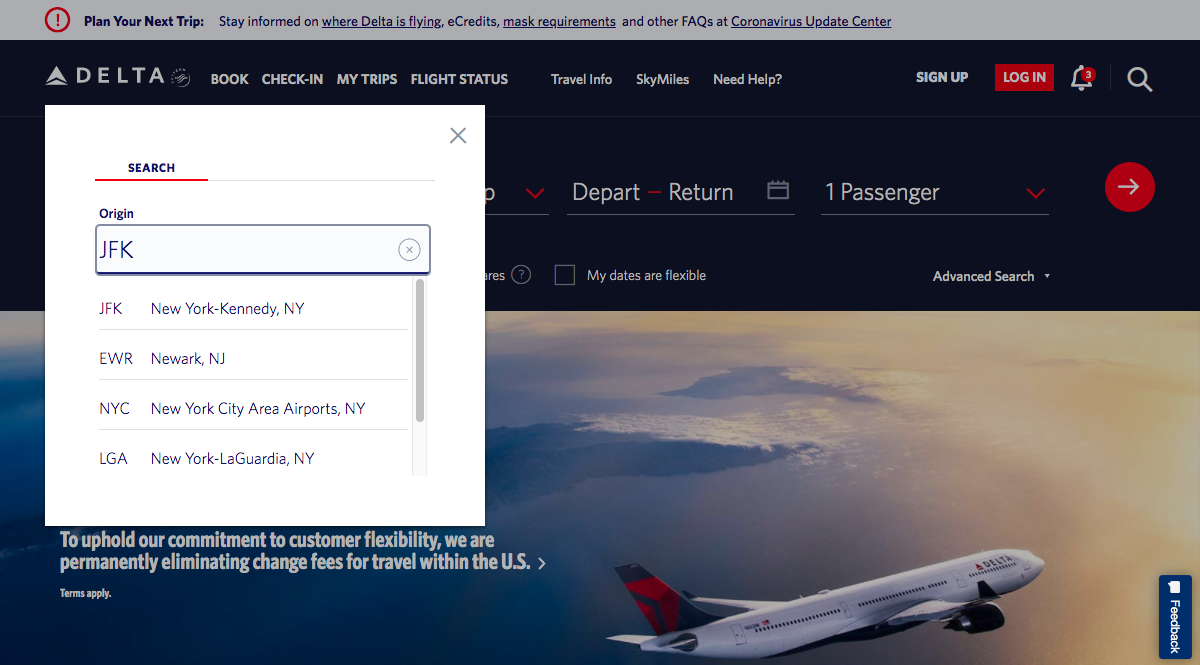 Plan Your Next Trip: Stay informed on where Delta is flying, eCredits, mask requirements and other FAQs at Coronavirus Update Center
DELTA BOOK CHECK-IN MY TRIPS FLIGHT STATUS Travel Info SkyMiles Need Help? SIGN UP LOG IN 3
SEARCH
Origin
JFK
JFK New York-Kennedy, NY
EWR Newark, NJ
NYC New York City Area Airports, NY
LGA New York-LaGuardia, NY
p Depart – Return 1 Passenger
ares ? My dates are flexible Advanced Search
To uphold our commitment to customer flexibility, we are
permanently eliminating change fees for travel within the U.S.
Terms apply.
DELTA
Feedback